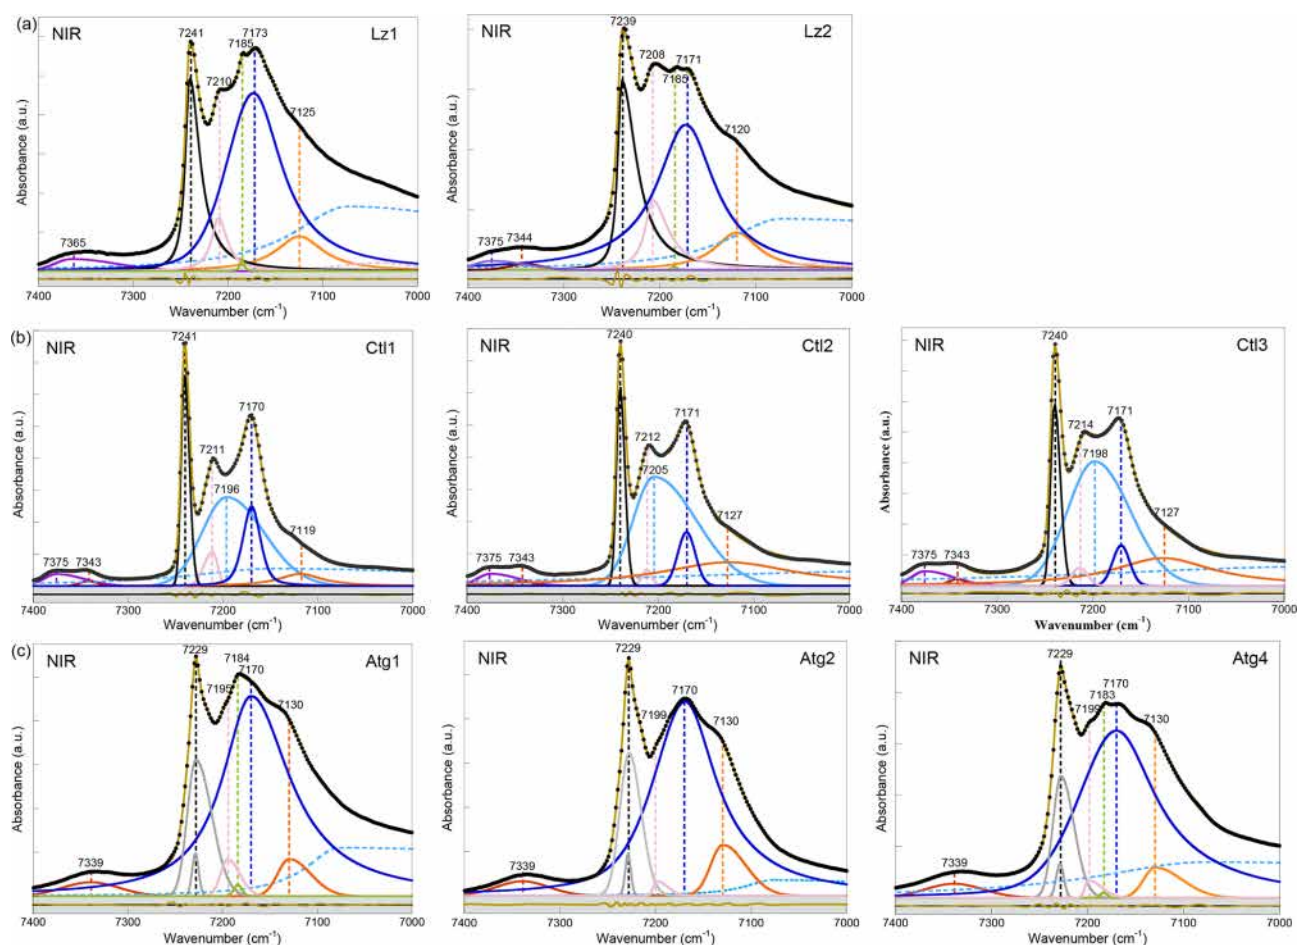 (a)
NIR
Lz1
7241
7185
7173
7210
7125
7365
Absorbance (a.u.)
7400
7300
7200
7100
7000
Wavenumber (cm⁻¹)
NIR
Lz2
7239
7208
7171
7185
7120
7375
7344
Absorbance (a.u.)
7400
7300
7200
7100
7000
Wavenumber (cm⁻¹)
(b)
NIR
Ctl1
7241
7170
7211
7196
7119
7375
7343
Absorbance (a.u.)
7400
7300
7200
7100
7000
Wavenumber (cm⁻¹)
NIR
Ctl2
7240
7171
7212
7205
7127
7375
7343
Absorbance (a.u.)
7400
7300
7200
7100
7000
Wavenumber (cm⁻¹)
NIR
Ctl3
7240
7171
7214
7198
7127
7375
7343
Absorbance (a.u.)
7400
7300
7200
7100
7000
Wavenumber (cm⁻¹)
(c)
NIR
Atg1
7229
7184
7170
7195
7130
7339
Absorbance (a.u.)
7400
7300
7200
7100
7000
Wavenumber (cm⁻¹)
NIR
Atg2
7229
7170
7199
7130
7339
Absorbance (a.u.)
7400
7300
7200
7100
7000
Wavenumber (cm⁻¹)
NIR
Atg4
7229
7170
7183
7199
7130
7339
Absorbance (a.u.)
7400
7300
7200
7100
7000
Wavenumber (cm⁻¹)